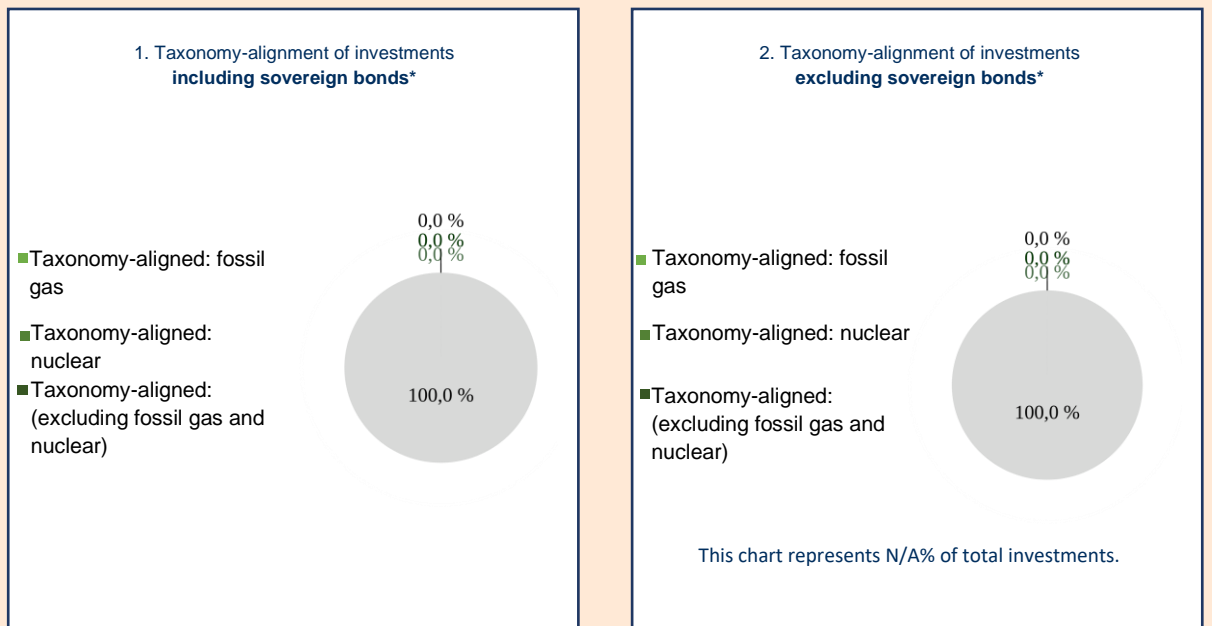 1. Taxonomy-alignment of investments
including sovereign bonds*
0,0 %
0,0 %
0,0 %
Taxonomy-aligned: fossil
gas
Taxonomy-aligned:
nuclear
Taxonomy-aligned:
(excluding fossil gas and
nuclear)
100,0 %
2. Taxonomy-alignment of investments
excluding sovereign bonds*
0,0 %
0,0 %
0,0 %
Taxonomy-aligned: fossil
gas
Taxonomy-aligned: nuclear
Taxonomy-aligned:
(excluding fossil gas and
nuclear)
100,0 %
This chart represents N/A% of total investments.